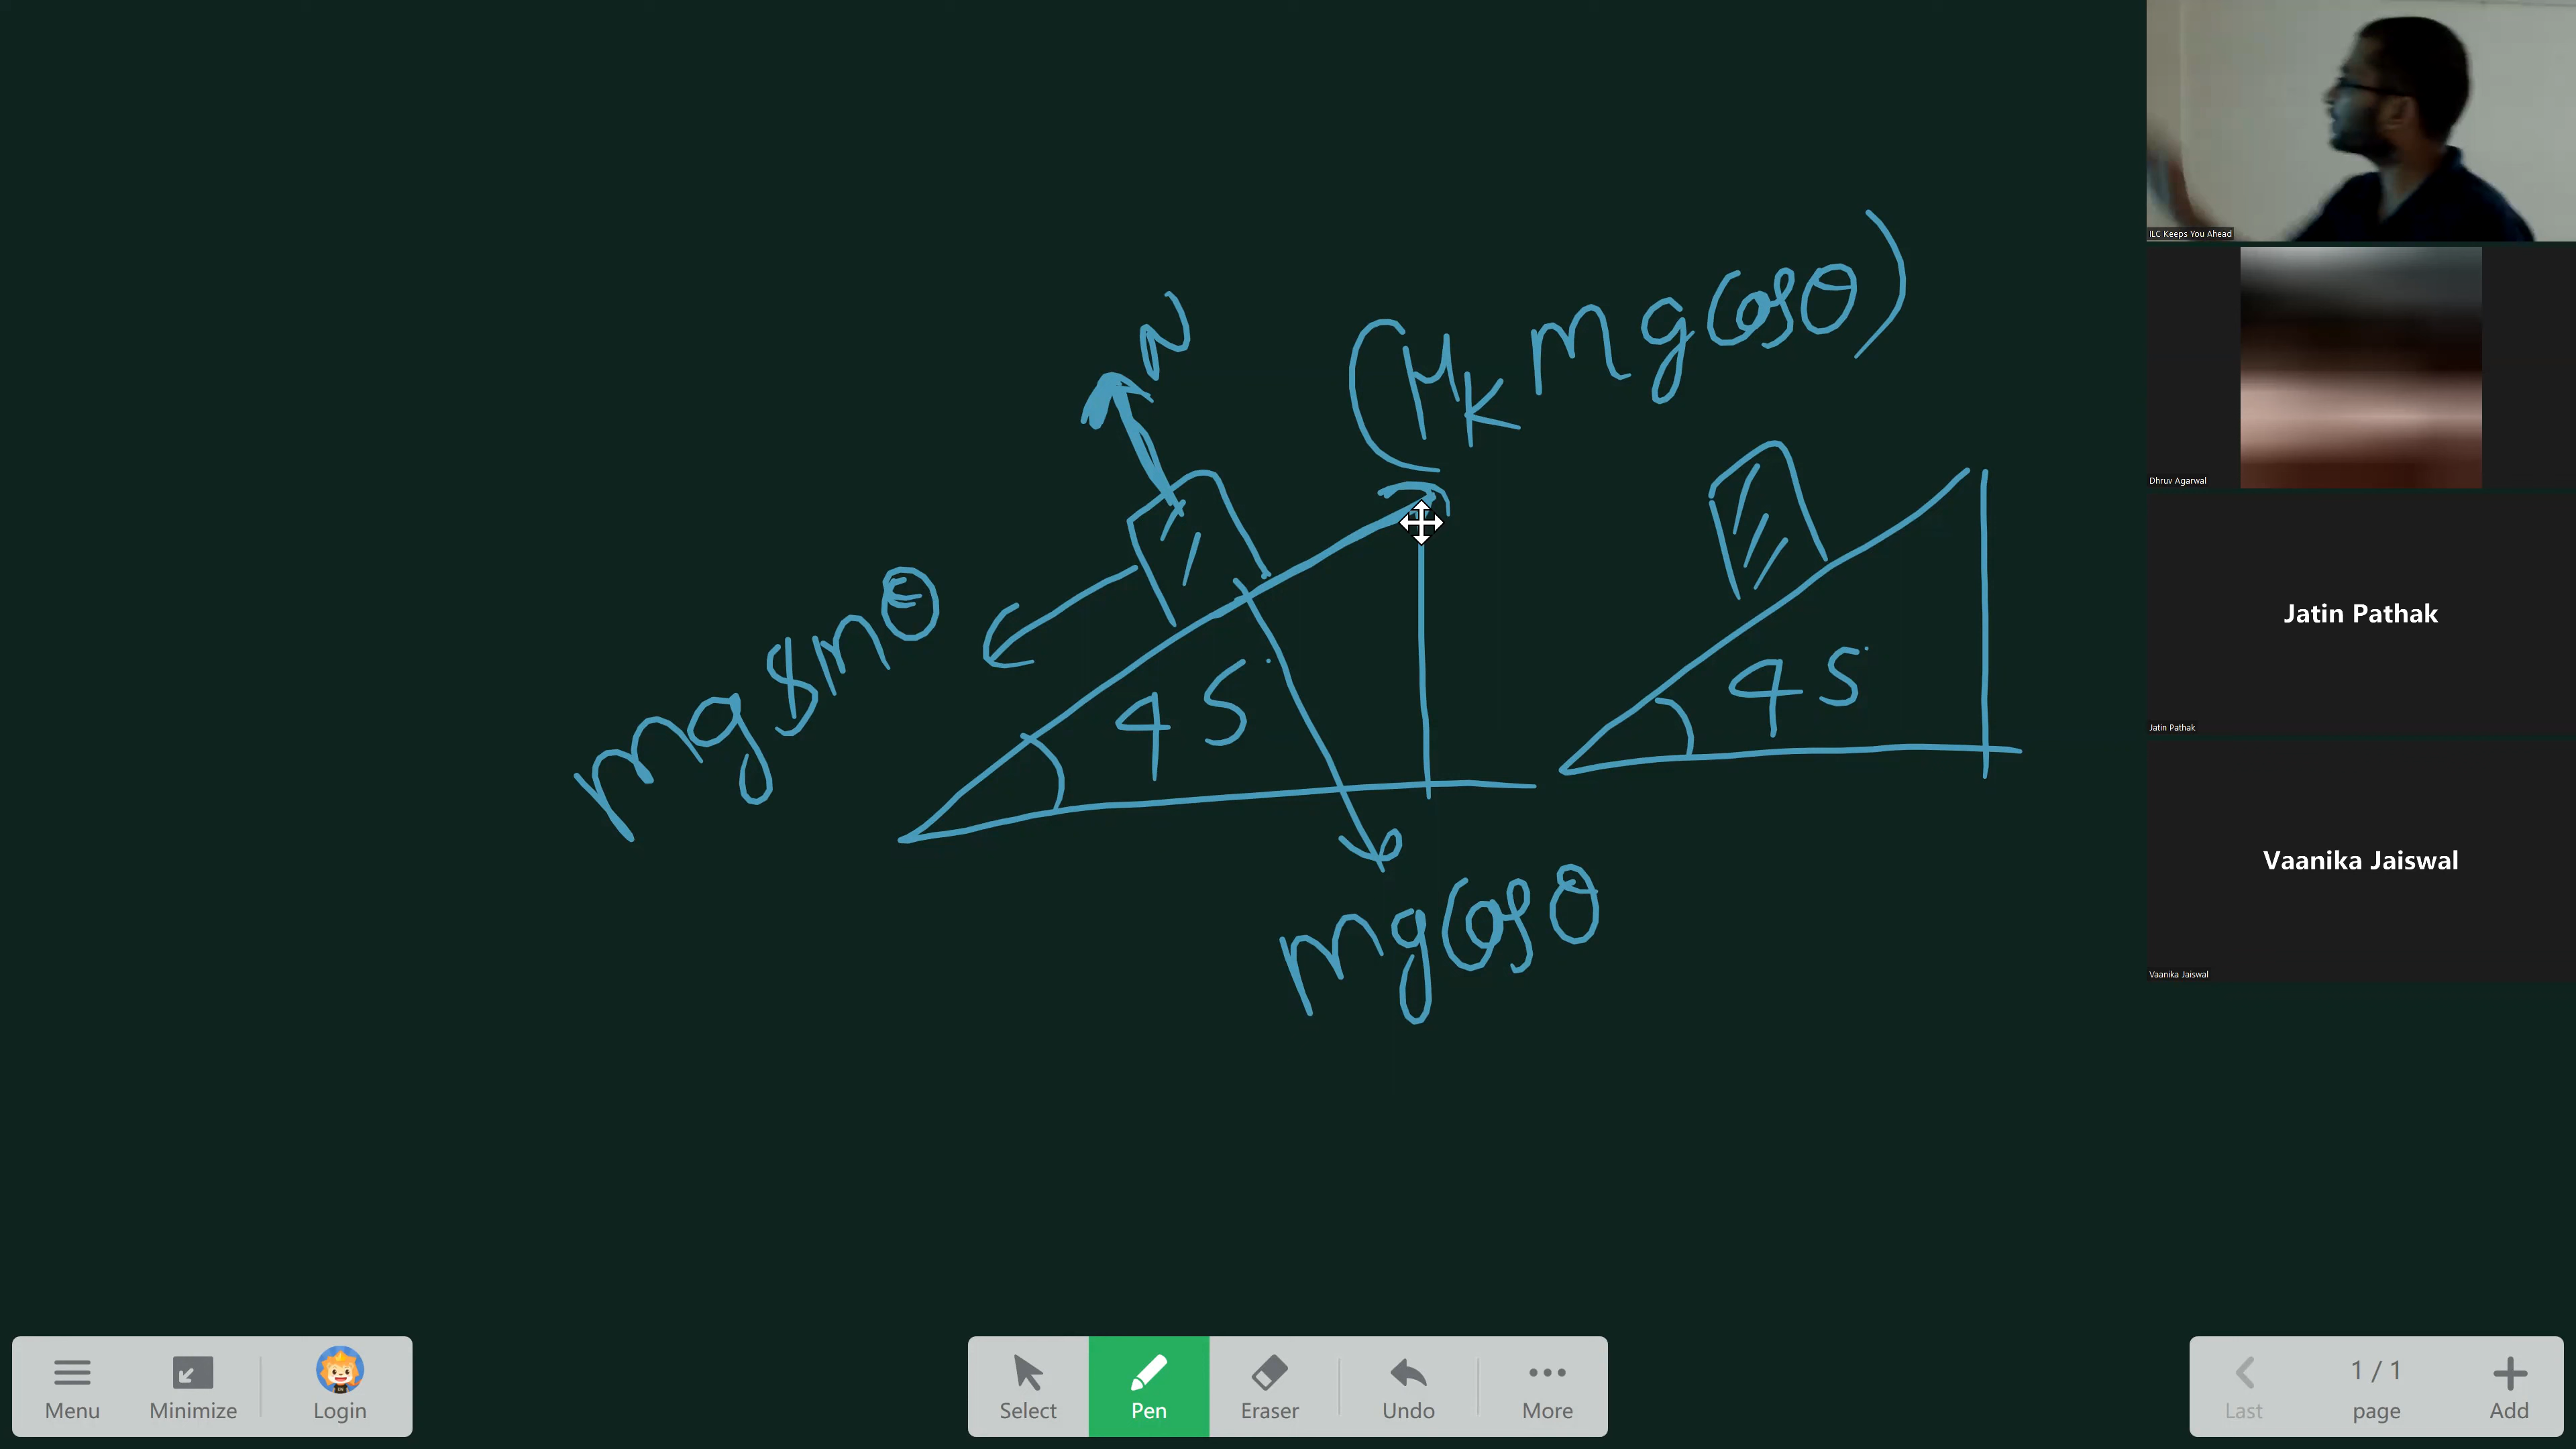 N
(μk mg cosθ)
mg sinθ
45°
45°
mg cosθ
ILC Keeps You Ahead
Dhruv Agarwal
Jatin Pathak
Jatin Pathak
Vaanika Jaiswal
Vaanika Jaiswal
Menu
Minimize
Login
Select
Pen
Eraser
Undo
More
Last
1 / 1
page
Add